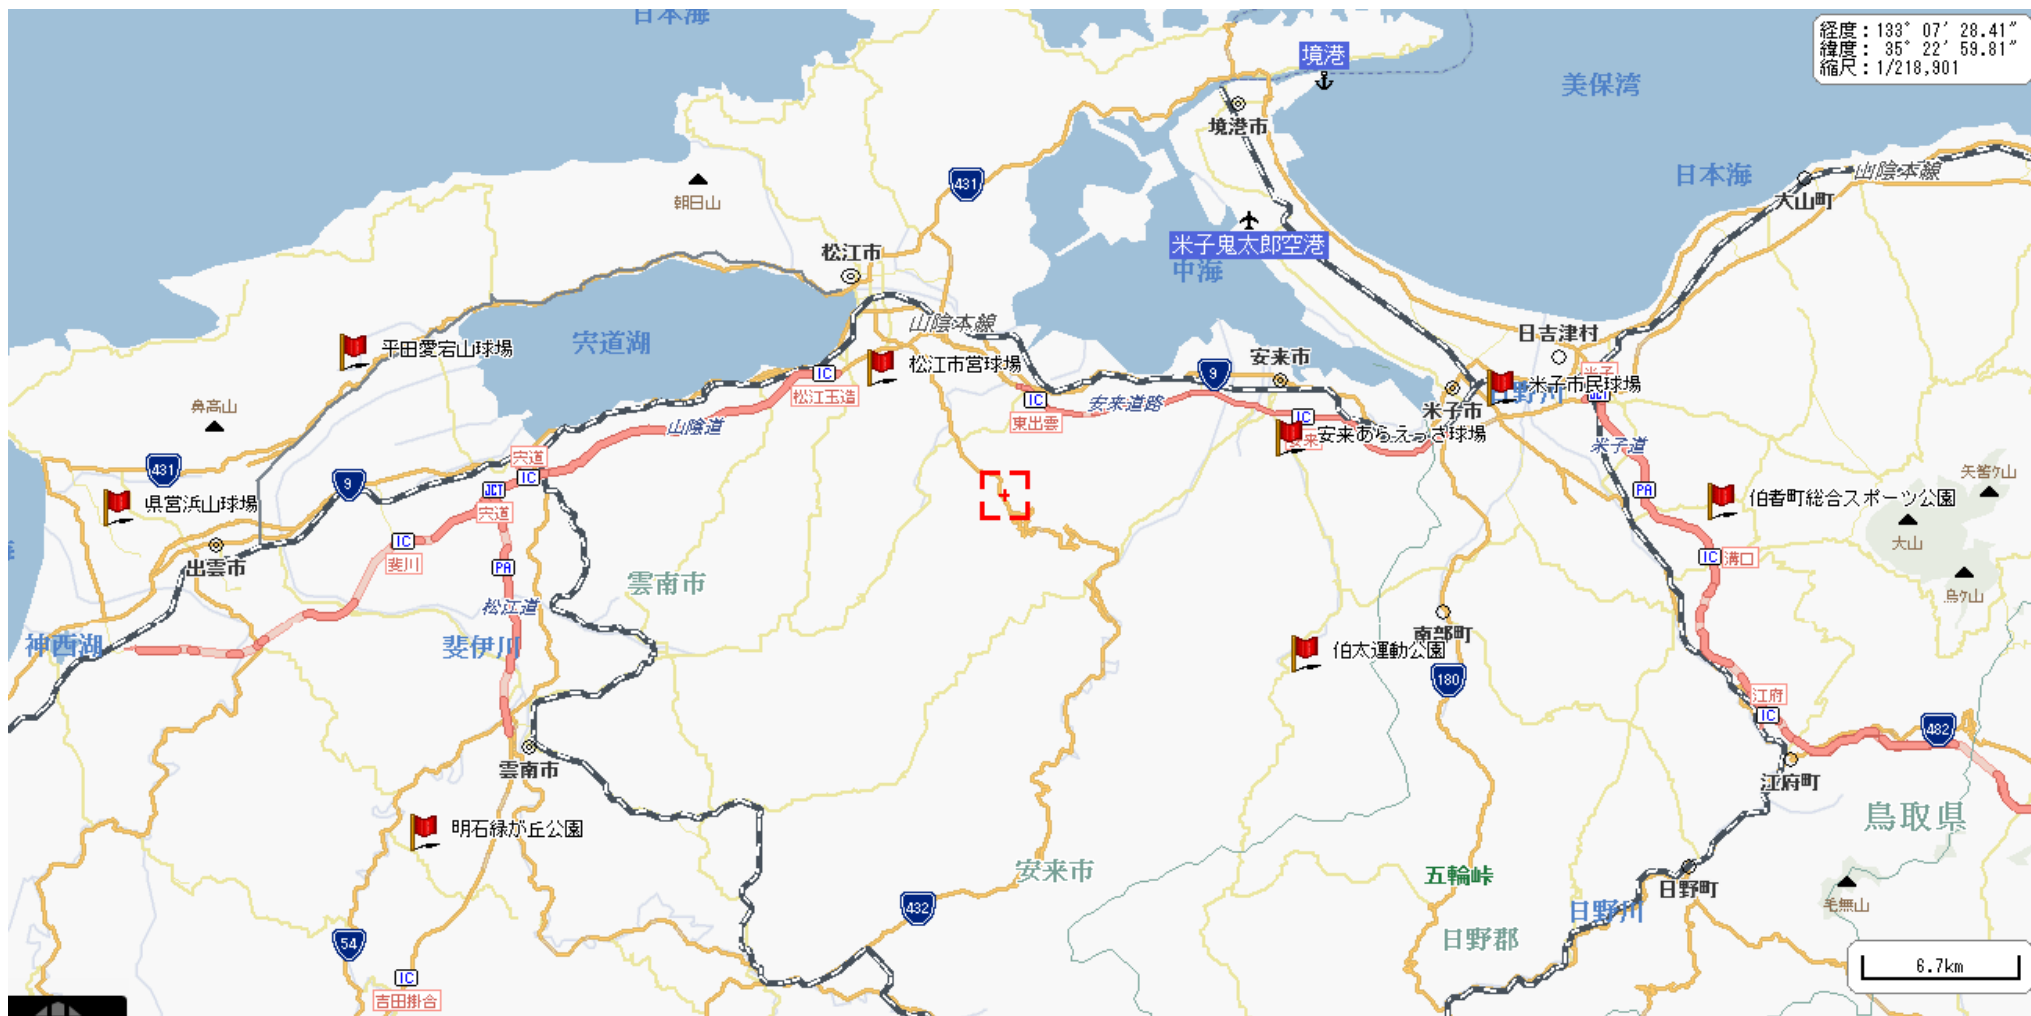 日本海
経度：133° 07′ 28.41″
緯度： 35° 22′ 59.81″
縮尺：1/218,901
境港
美保湾
境港市
日本海
山陰本線
431
大山町
朝日山
米子鬼太郎空港
松江市
中海
山陰本線
日吉津村
宍道湖
平田愛宕山球場
松江市営球場
安来市
9
米子
IC
松江玉造
米子市民球場
日野川
JCT
鼻高山
IC
東出雲
安来道路
米子市
山陰道
IC
安来
安来あらえっさ球場
米子道
431
9
宍道
IC
JCT
宍道
矢筈ケ山
PA
伯耆町総合スポーツ公園
県営浜山球場
大山
IC
斐川
出雲市
IC
溝口
PA
雲南市
烏ケ山
松江道
神西湖
斐伊川
南部町
伯太運動公園
180
江府
IC
482
雲南市
江府町
鳥取県
明石緑が丘公園
安来市
五輪峠
日野町
毛無山
432
日野川
日野郡
54
IC
吉田掛合
6.7km